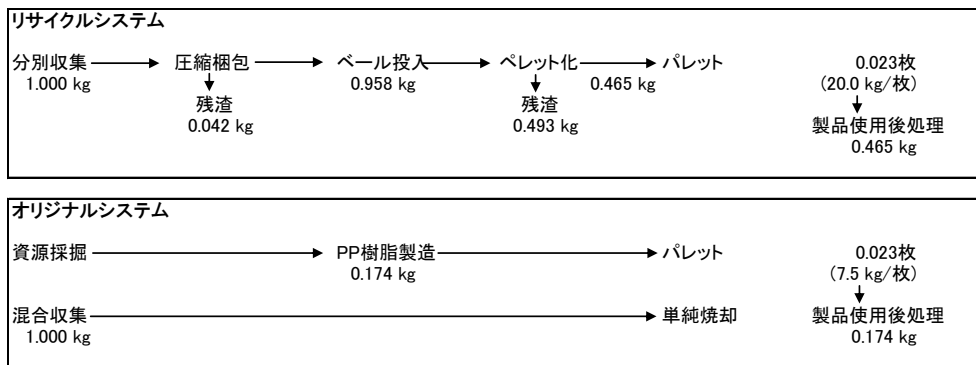 リサイクルシステム
分別収集 圧縮梱包 ベール投入 ペレット化 パレット 0.023枚
1.000 kg 0.958 kg 0.465 kg (20.0 kg/枚)
残渣 残渣 製品使用後処理
0.042 kg 0.493 kg 0.465 kg
オリジナルシステム
資源採掘 PP樹脂製造 パレット 0.023枚
0.174 kg (7.5 kg/枚)
混合収集 単純焼却 製品使用後処理
1.000 kg 0.174 kg